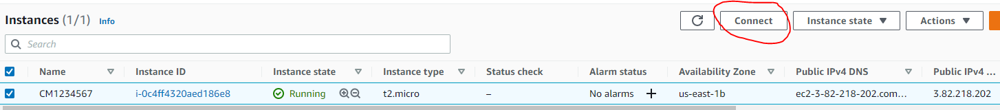 Instances (1/1) Info Connect Instance state Actions
Search
Name Instance ID Instance state Instance type Status check Alarm status Availability Zone Public IPv4 DNS Public IPv4 ...
CM1234567 i-0c4ff4320aed186e8 Running t2.micro – No alarms + us-east-1b ec2-3-82-218-202.com... 3.82.218.202